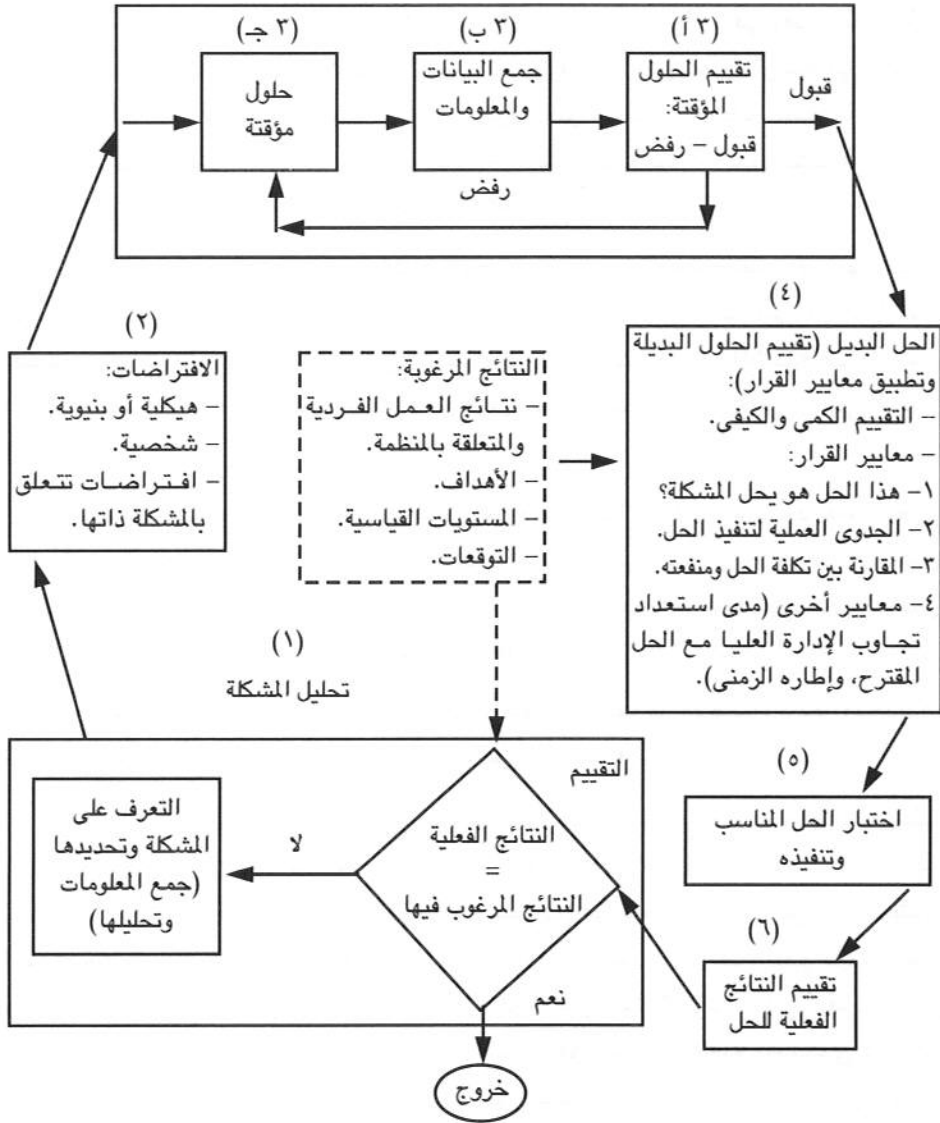 (٣ أ)
(٣ ب)
(٣ جـ)
تقييم الحلول
المؤقتة:
قبول – رفض
جمع البيانات
والمعلومات
حلول
مؤقتة
قبول
رفض
(٤)
الحل البديل (تقييم الحلول البديلة
وتطبيق معايير القرار):
– التقييم الكمى والكيفى.
– معايير القرار:
١– هذا الحل هو يحل المشكلة؟
٢– الجدوى العملية لتنفيذ الحل.
٣– المقارنة بين تكلفة الحل ومنفعته.
٤– معايير أخرى (مدى استعداد
تجاوب الإدارة العليا مع الحل
المقترح، وإطاره الزمنى).
النتائج المرغوبة:
– نتائج العمل الفردية
والمتعلقة بالمنظمة.
– الأهداف.
– المستويات القياسية.
– التوقعات.
(٢)
الافتراضات:
– هيكلية أو بنيوية.
– شخصية.
– افتراضات تتعلق
بالمشكلة ذاتها.
(١)
تحليل المشكلة
(٥)
اختبار الحل المناسب
وتنفيذه
(٦)
تقييم النتائج
الفعلية للحل
التقييم
النتائج الفعلية
=
النتائج المرغوب فيها
لا
نعم
التعرف على
المشكلة وتحديدها
(جمع المعلومات
وتحليلها)
خروج